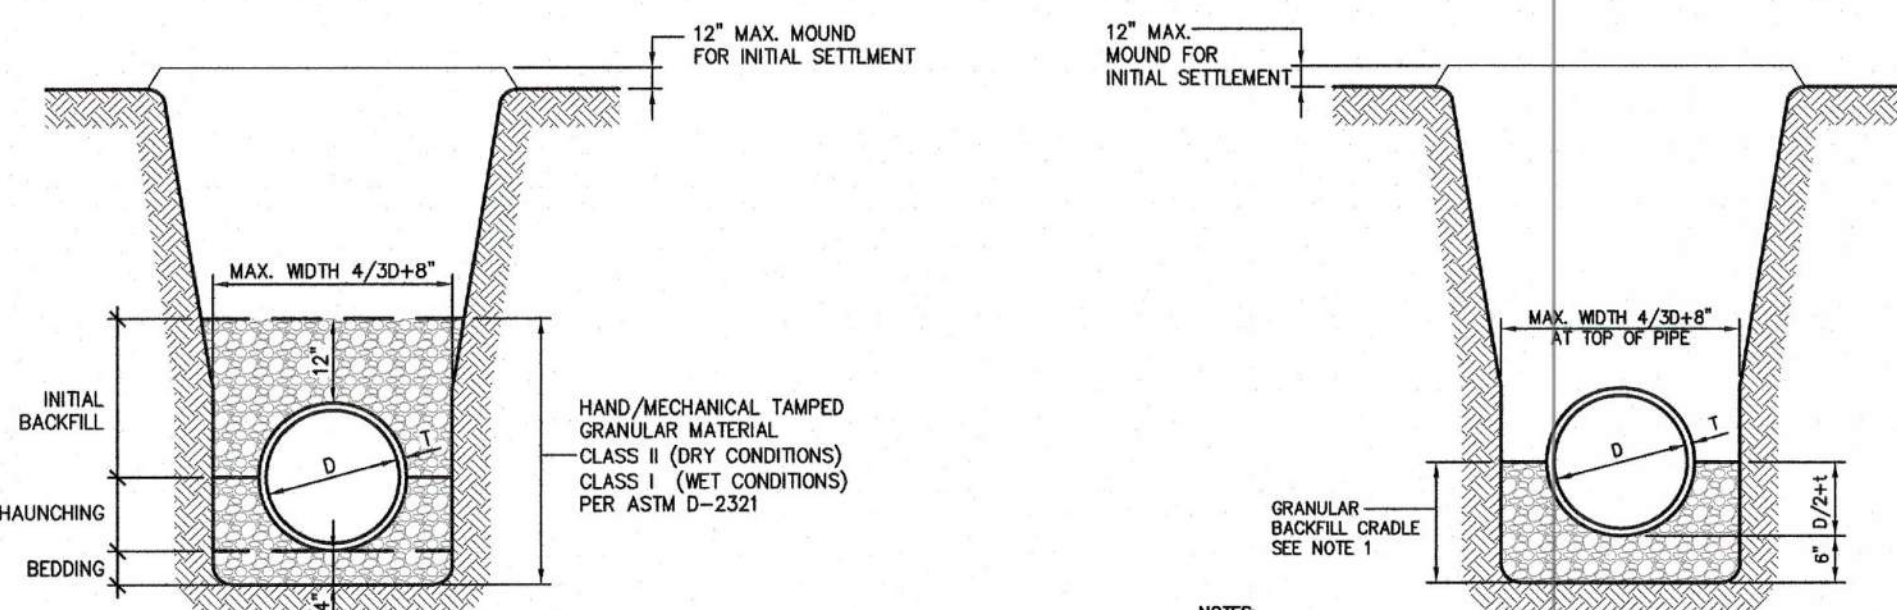 12" MAX. MOUND
FOR INITIAL SETTLMENT
MAX. WIDTH 4/3D+8"
12"
INITIAL
BACKFILL
D
T
HAND/MECHANICAL TAMPED
GRANULAR MATERIAL
CLASS II (DRY CONDITIONS)
CLASS I (WET CONDITIONS)
PER ASTM D-2321
HAUNCHING
BEDDING
4"
12" MAX.
MOUND FOR
INITIAL SETTLEMENT
MAX. WIDTH 4/3D+8"
AT TOP OF PIPE
D
T
GRANULAR
BACKFILL CRADLE
SEE NOTE 1
D/2+t
6"
NOTES: